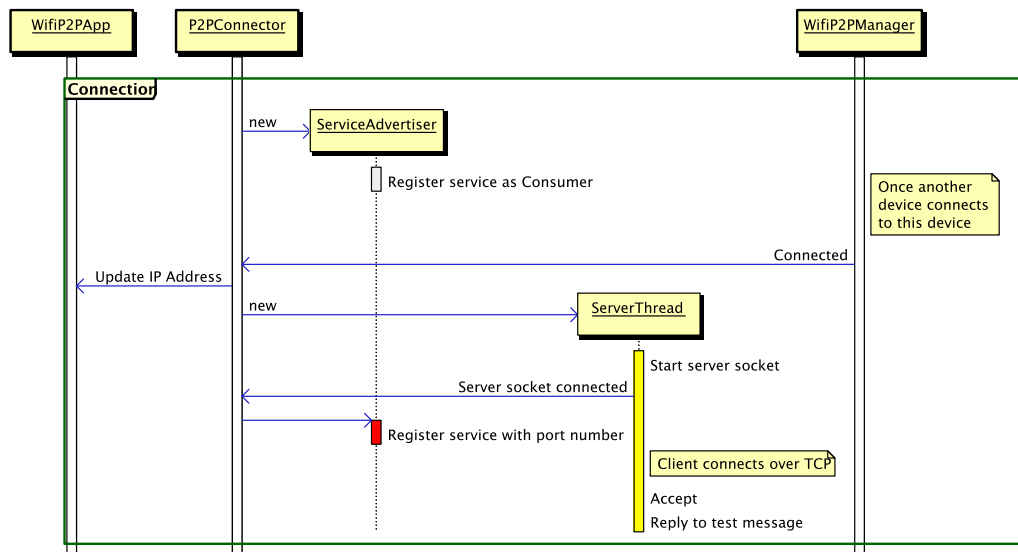 WifiP2PApp
P2PConnector
WifiP2PManager
Connection
new
ServiceAdvertiser
Register service as Consumer
Once another
device connects
to this device
Connected
Update IP Address
new
ServerThread
Start server socket
Server socket connected
Register service with port number
Client connects over TCP
Accept
Reply to test message